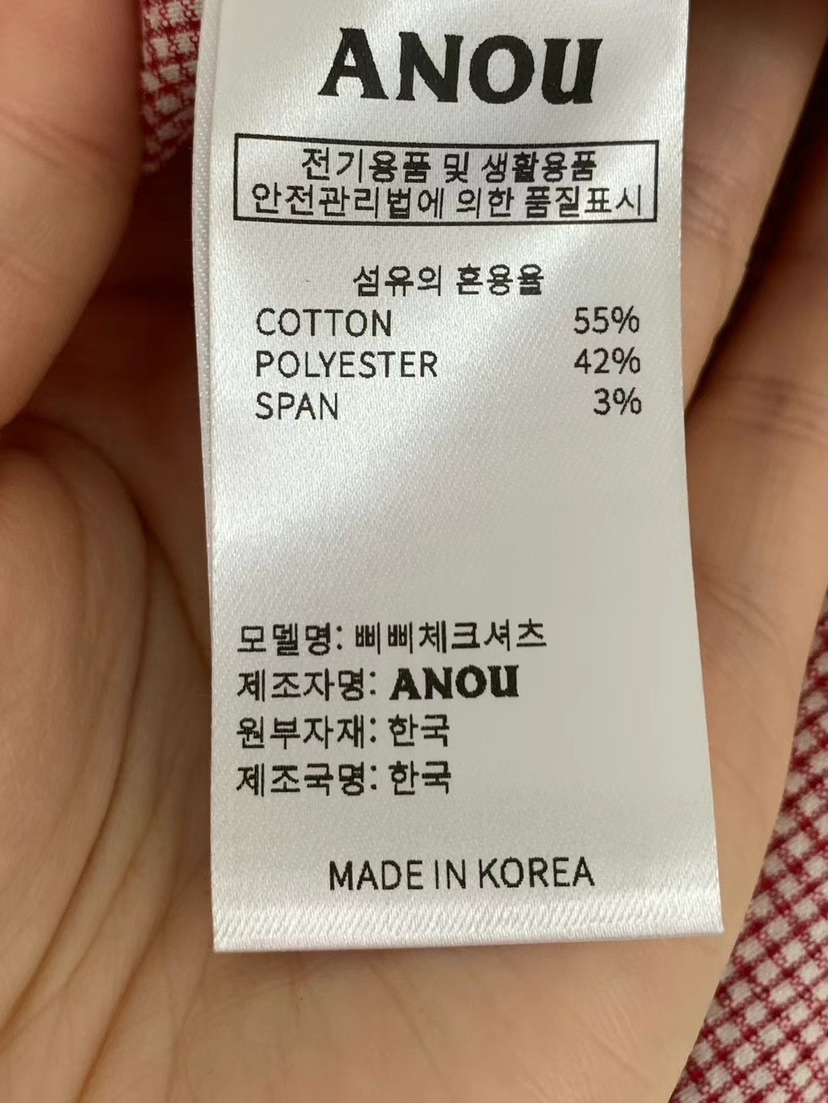 ANOU
전기용품 및 생활용품
안전관리법에 의한 품질표시
섬유의 혼용율
COTTON 55%
POLYESTER 42%
SPAN 3%
모델명: 삐삐체크셔츠
제조자명: ANOU
원부자재: 한국
제조국명: 한국
MADE IN KOREA